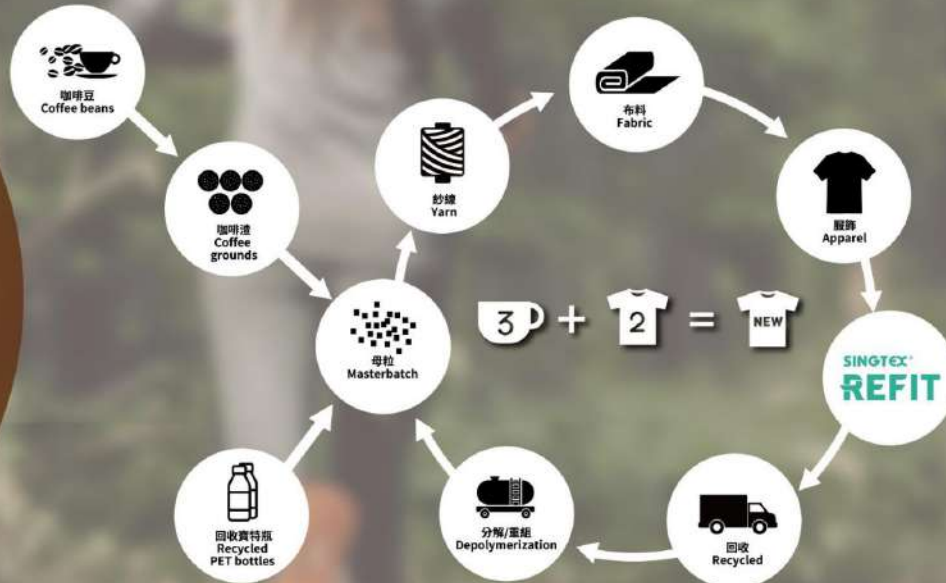 咖啡豆
Coffee beans
咖啡渣
Coffee
grounds
母粒
Masterbatch
紗線
Yarn
布料
Fabric
服飾
Apparel
SINGTEX®
REFIT
回收
Recycled
分解/重組
Depolymerization
回收寶特瓶
Recycled
PET bottles
3 + 2 = NEW